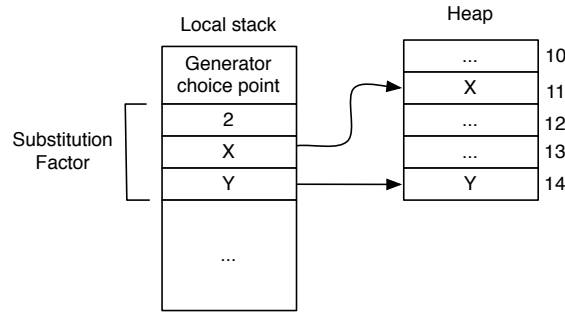 Local stack
Heap
Generator
choice point
2
X
Y
...
Substitution
Factor
...
X
...
...
Y
10
11
12
13
14